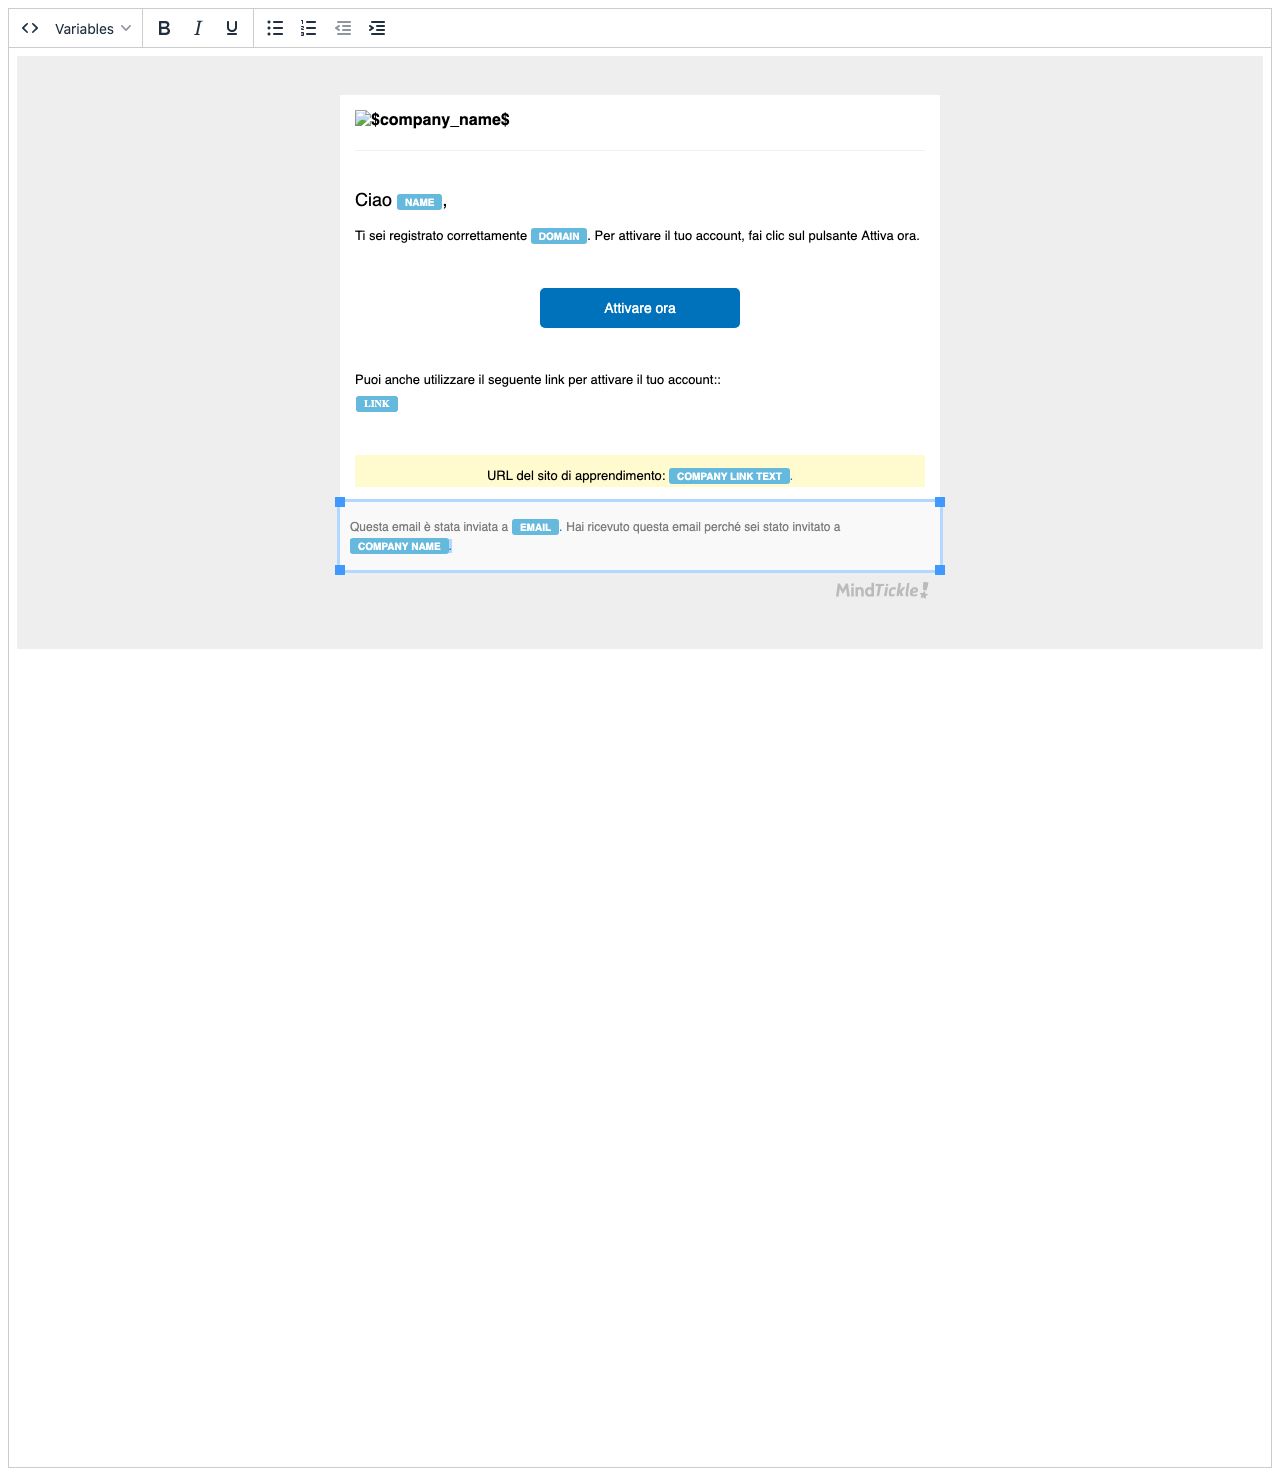 Variables
$company_name$
Ciao NAME,
Ti sei registrato correttamente DOMAIN. Per attivare il tuo account, fai clic sul pulsante Attiva ora.
Attivare ora
Puoi anche utilizzare il seguente link per attivare il tuo account::
LINK
URL del sito di apprendimento: COMPANY LINK TEXT.
Questa email è stata inviata a EMAIL. Hai ricevuto questa email perché sei stato invitato a
COMPANY NAME.
MindTickle!